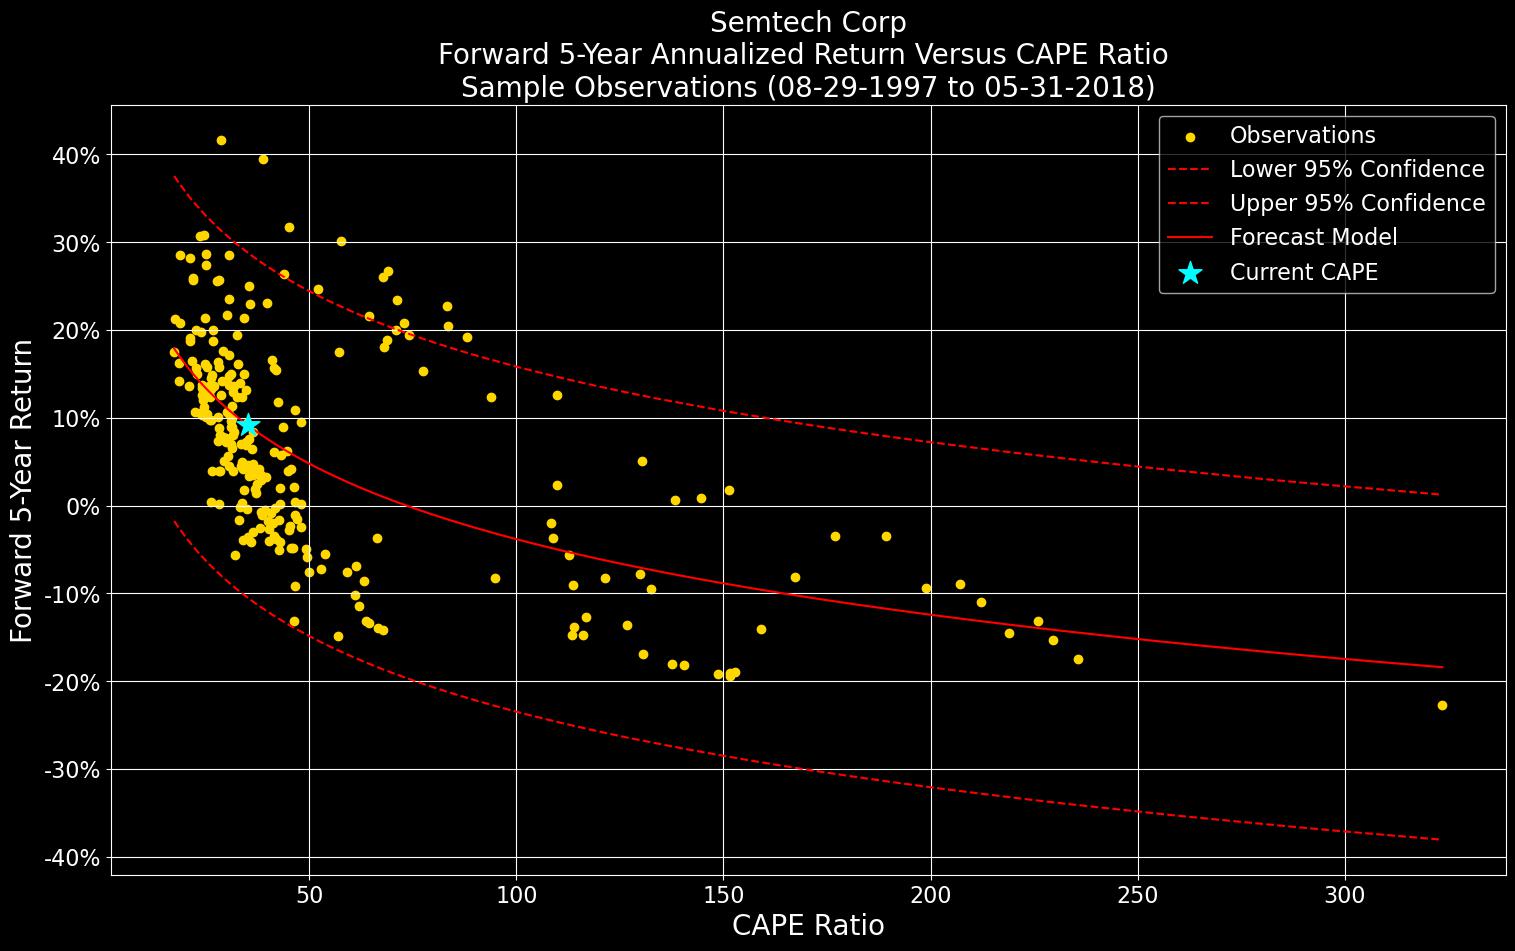 Semtech Corp
Forward 5-Year Annualized Return Versus CAPE Ratio
Sample Observations (08-29-1997 to 05-31-2018)
Observations
Lower 95% Confidence
Upper 95% Confidence
Forecast Model
Current CAPE
Forward 5-Year Return
40%
30%
20%
10%
0%
-10%
-20%
-30%
-40%
50 100 150 200 250 300
CAPE Ratio